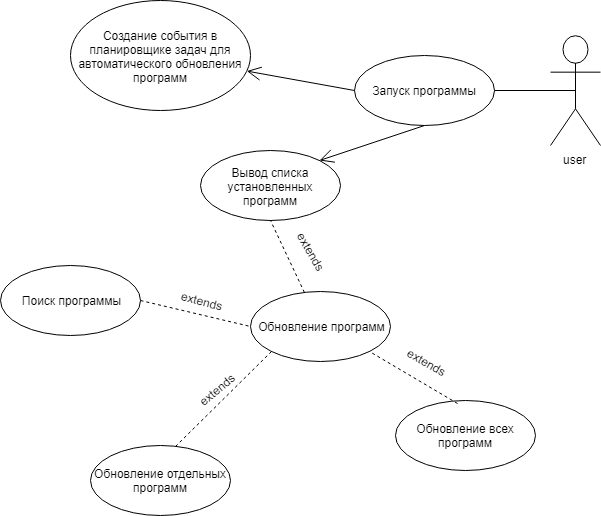 Создание события в
планировщике задач для
автоматического обновления
программ
Запуск программы
user
Вывод списка
установленных
программ
extends
Поиск программы
extends
Обновление программ
extends
extends
Обновление всех
программ
Обновление отдельных
программ